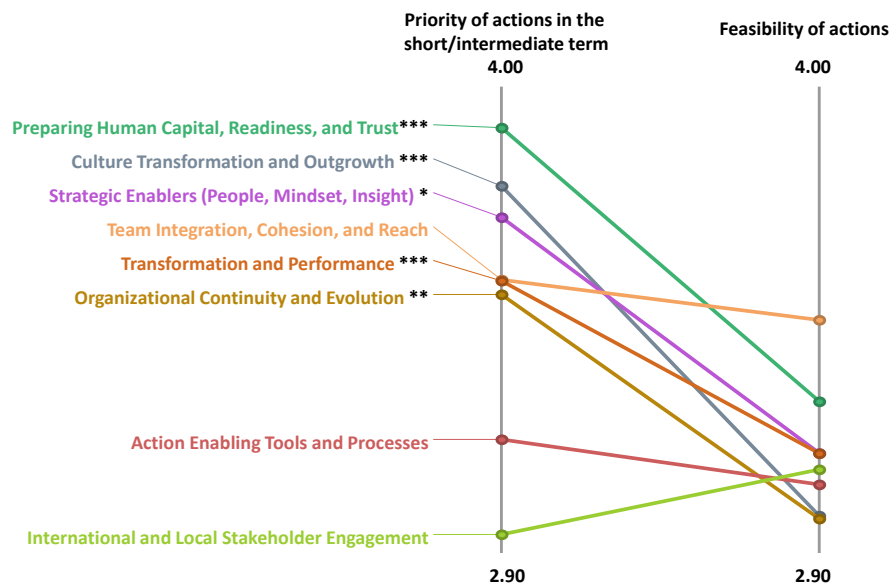 Priority of actions in the
short/intermediate term
4.00
Feasibility of actions
4.00
Preparing Human Capital, Readiness, and Trust***
Culture Transformation and Outgrowth ***
Strategic Enablers (People, Mindset, Insight) *
Team Integration, Cohesion, and Reach
Transformation and Performance ***
Organizational Continuity and Evolution **
Action Enabling Tools and Processes
International and Local Stakeholder Engagement
2.90
2.90